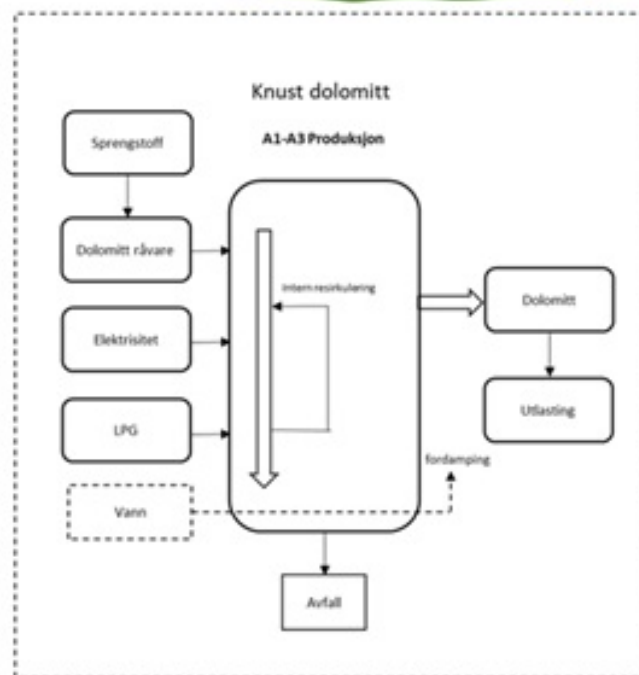 Knust dolomitt
A1-A3 Produksjon
Sprengstoff
Dolomitt råvare
Intern resirkulering
Elektrisitet
Dolomitt
LPG
Utlasting
fordamping
Vann
Avfall